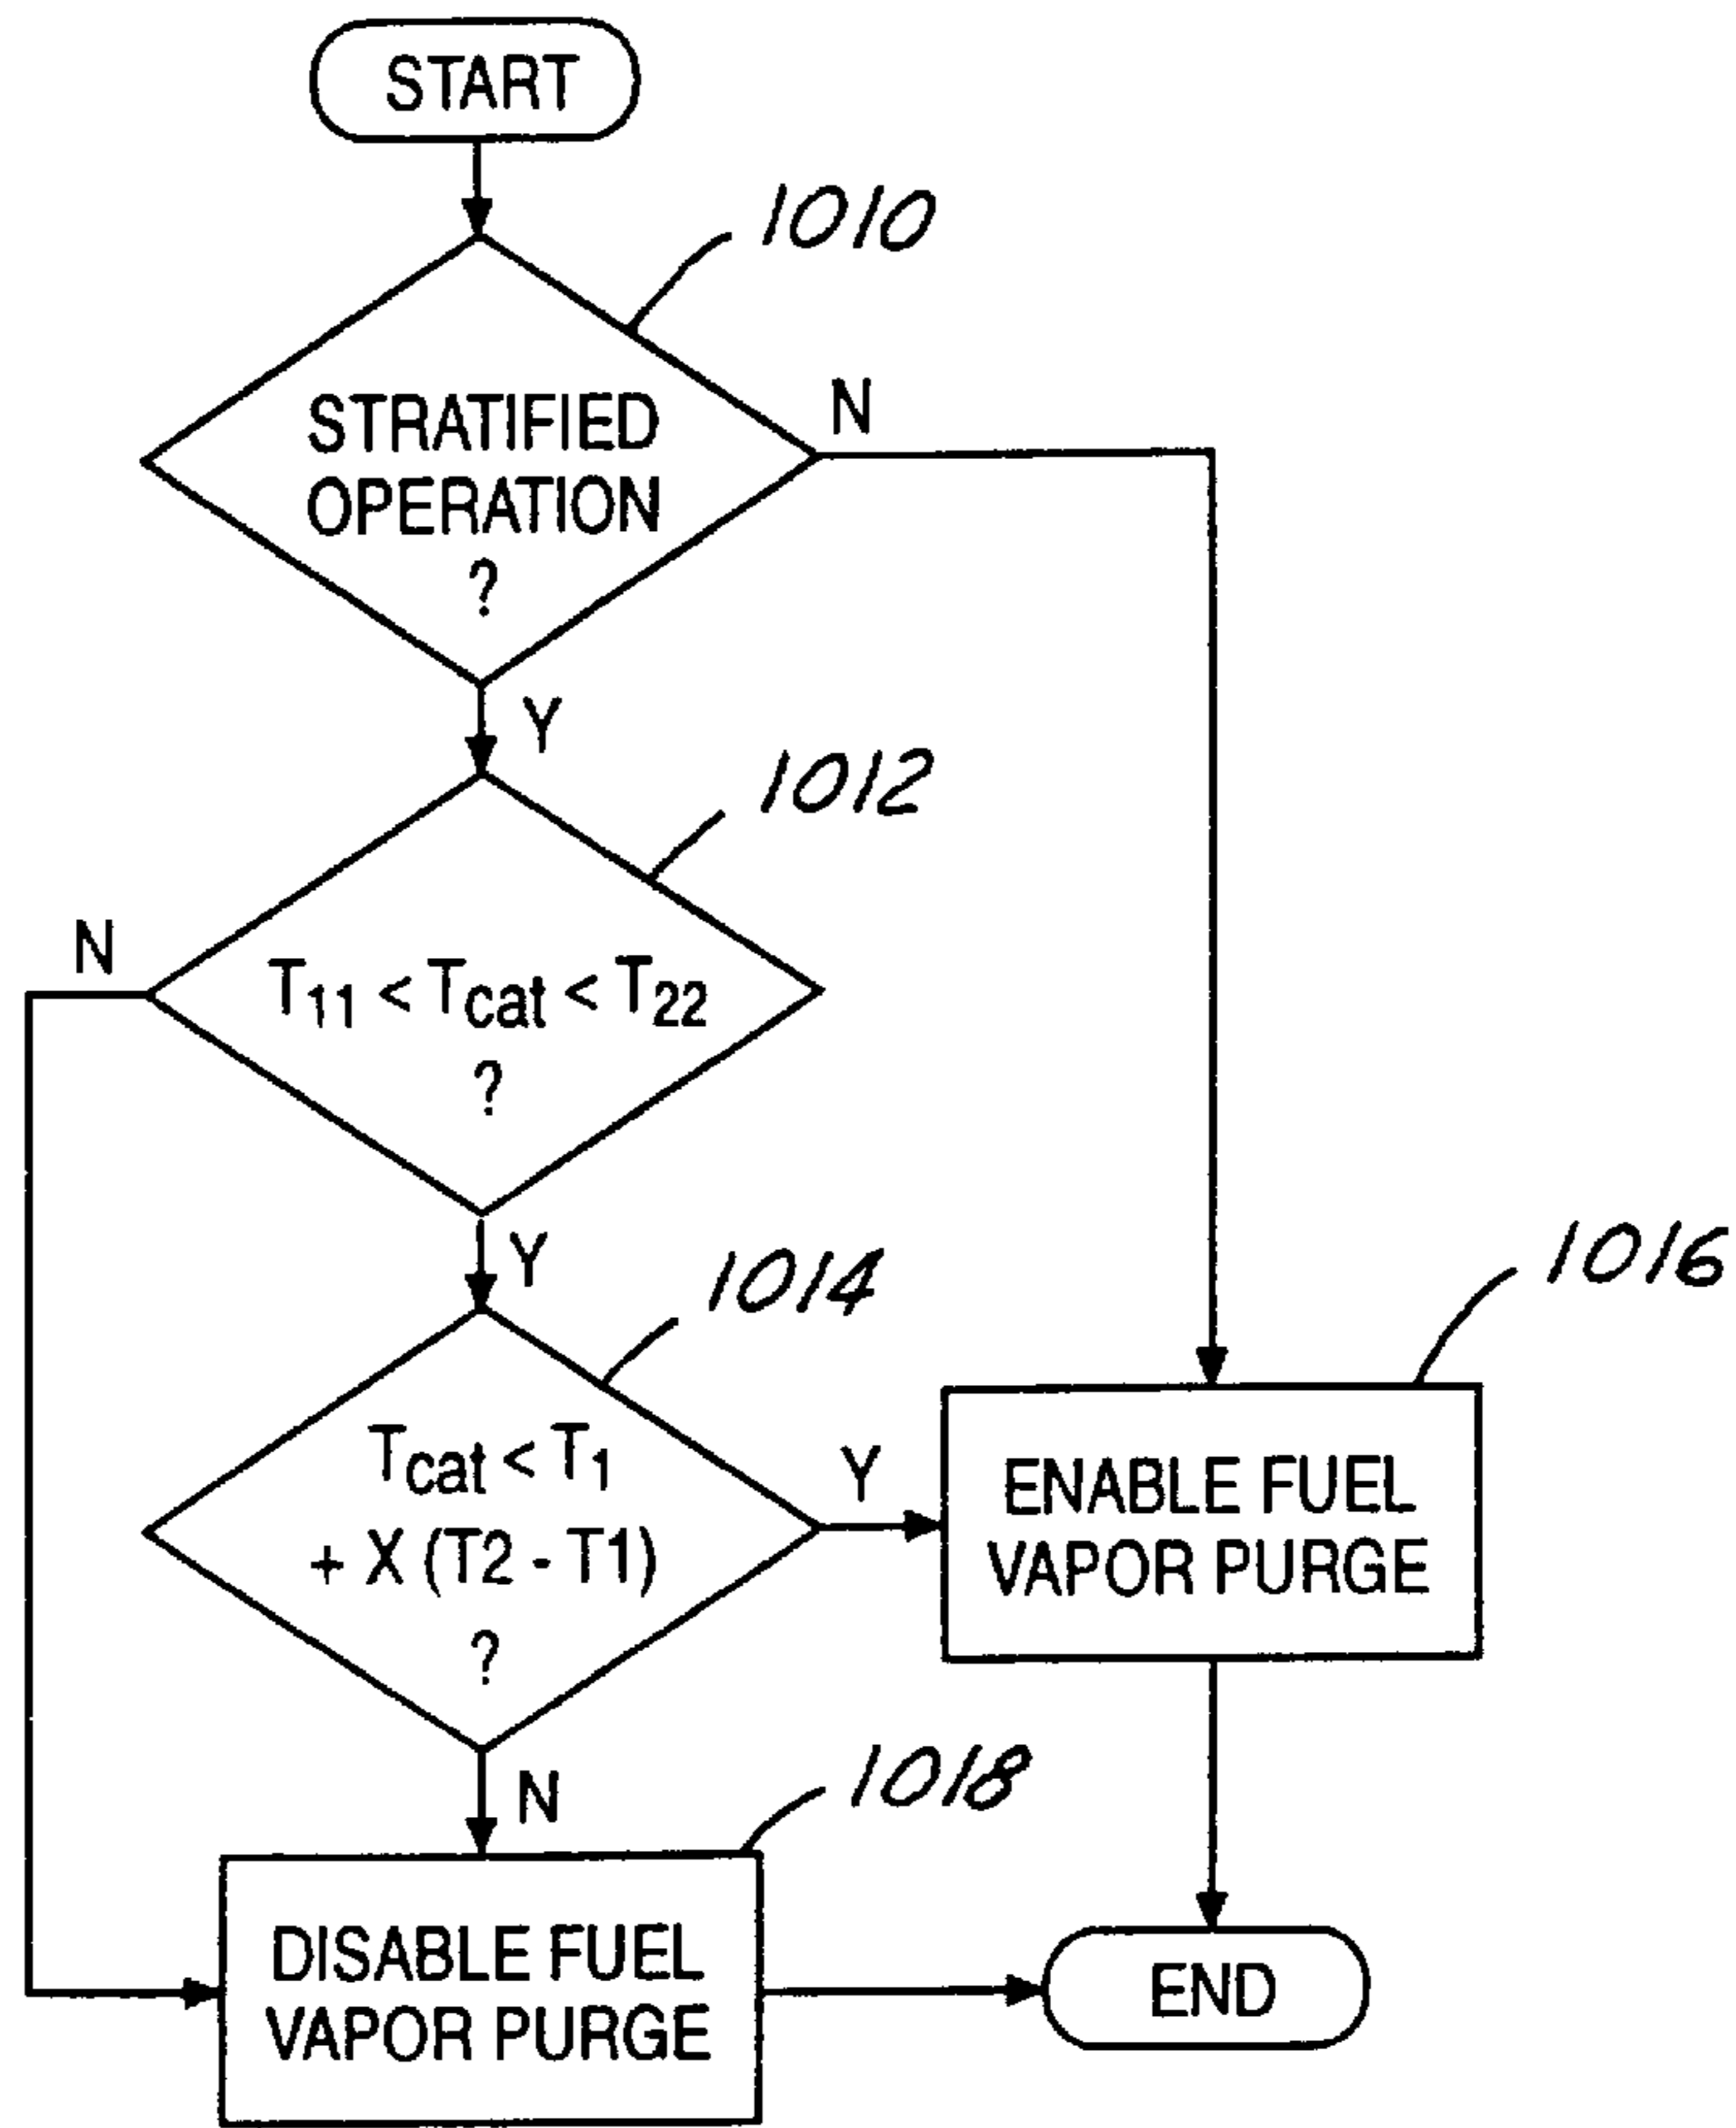 START
1010
STRATIFIED
OPERATION
?
N
Y
1012
N
T11 < Tcat < T22
?
Y
1014
1016
Tcat < T1
+ X (T2 - T1)
?
Y
ENABLE FUEL
VAPOR PURGE
N
1018
DISABLE FUEL
VAPOR PURGE
END